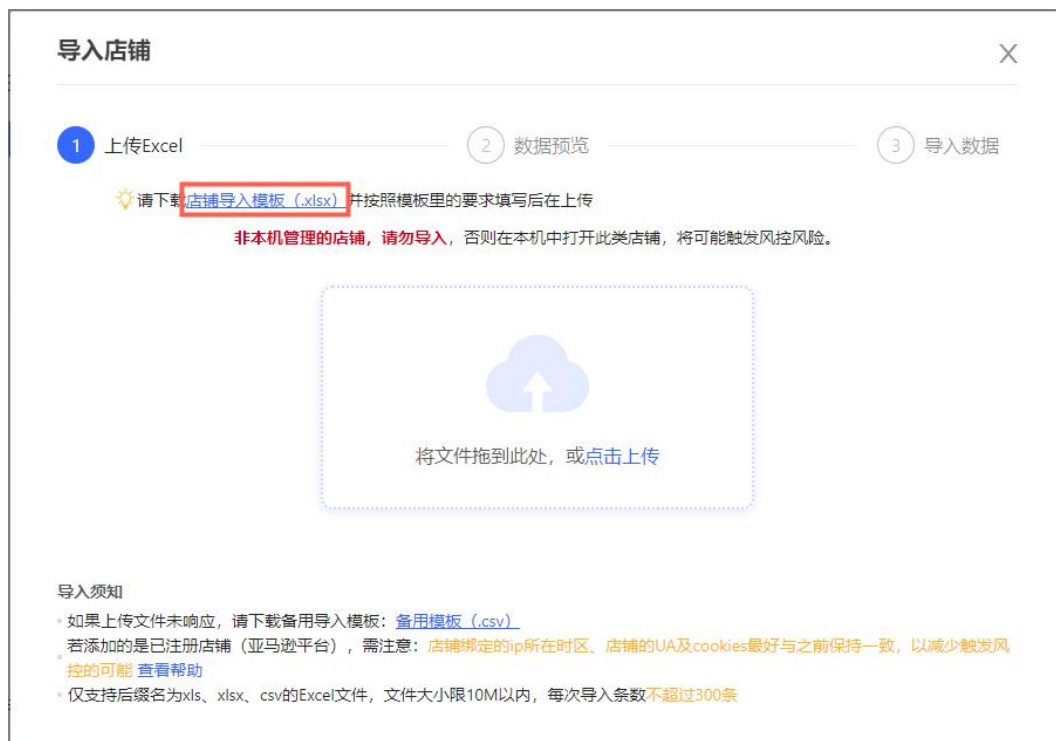 导入店铺
X
1 上传Excel 2 数据预览 3 导入数据
请下载店铺导入模板（.xlsx）并按照模板里的要求填写后在上传
非本机管理的店铺，请勿导入，否则在本机中打开此类店铺，将可能触发风控风险。
将文件拖到此处，或点击上传
导入须知
如果上传文件未响应，请下载备用导入模板：备用模板（.csv）
若添加的是已注册店铺（亚马逊平台），需注意：店铺绑定的ip所在时区、店铺的UA及cookies最好与之前保持一致，以减少触发风
控的可能 查看帮助
仅支持后缀名为xls、xlsx、csv的Excel文件，文件大小限10M以内，每次导入条数不超过300条